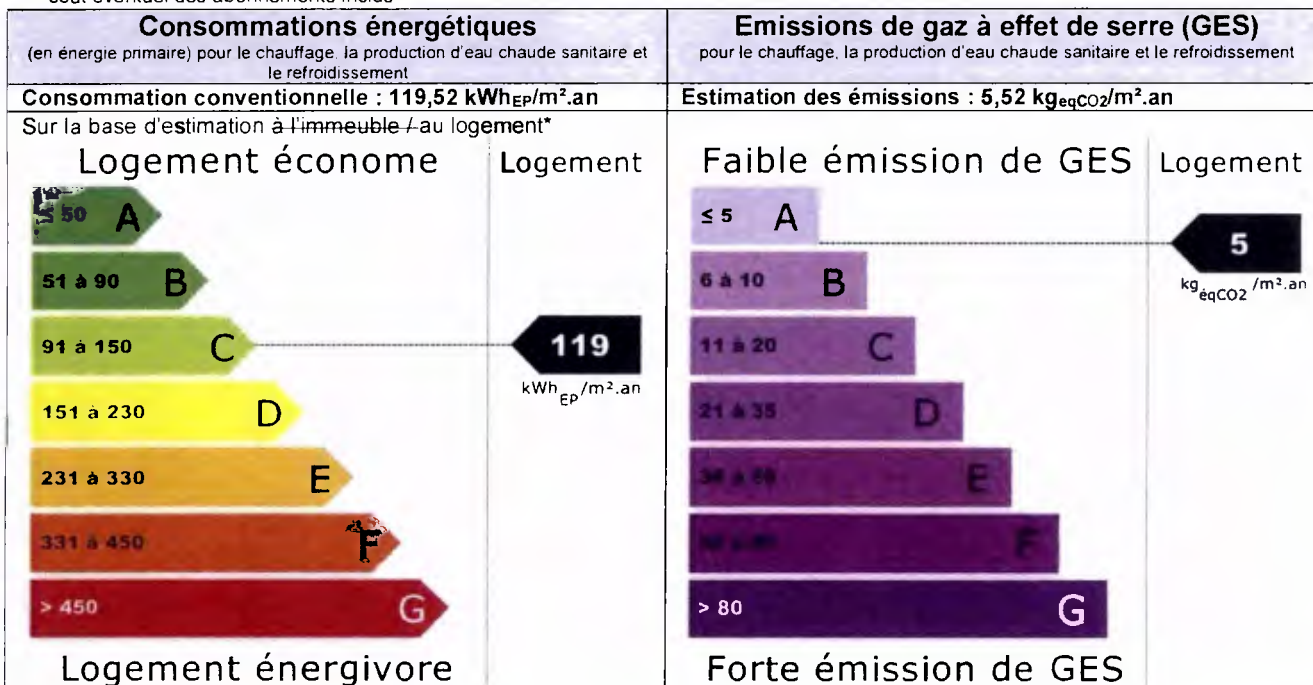 coût éventuel des abonnements inclus
Consommations énergétiques
(en énergie primaire) pour le chauffage, la production d'eau chaude sanitaire et
le refroidissement
Consommation conventionnelle : 119,52 kWhEP/m².an
Sur la base d'estimation à l'immeuble / au logement*
Logement économe
Logement
≤ 50 A
51 à 90 B
91 à 150 C
119
kWhEP/m².an
151 à 230 D
231 à 330 E
331 à 450 F
> 450 G
Logement énergivore
Emissions de gaz à effet de serre (GES)
pour le chauffage, la production d'eau chaude sanitaire et le refroidissement
Estimation des émissions : 5,52 kgeqCO2/m².an
Faible émission de GES
Logement
≤ 5 A
5
kgéqCO2/m².an
6 à 10 B
11 à 20 C
21 à 35 D
E
F
> 80 G
Forte émission de GES